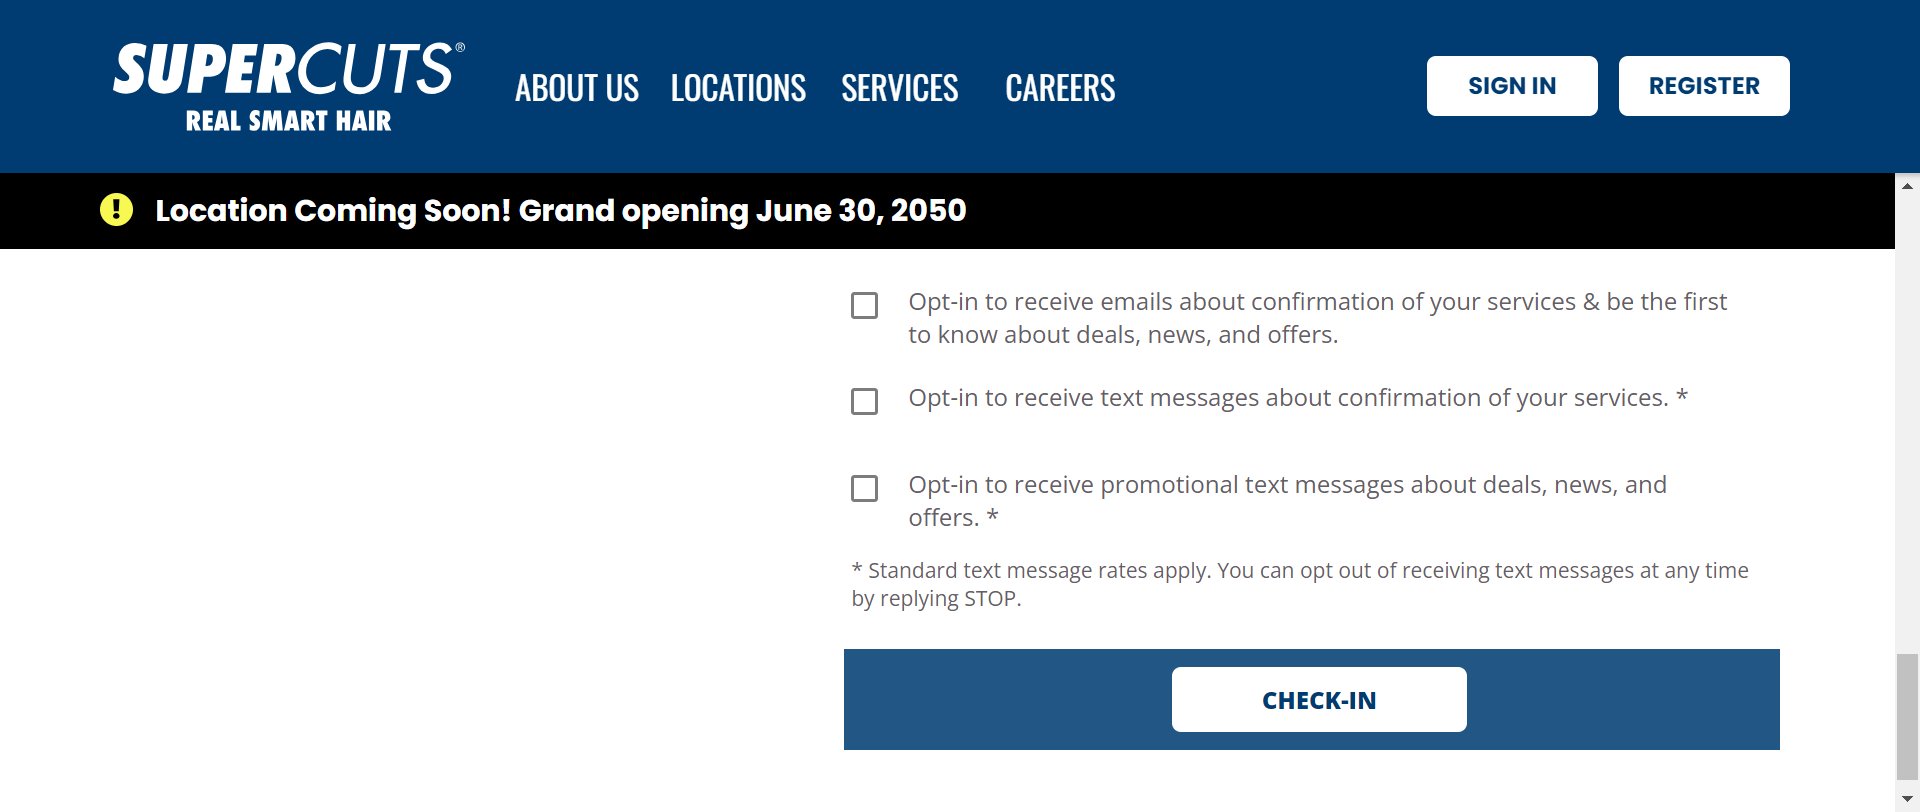 SUPERCUTS®
REAL SMART HAIR
ABOUT US LOCATIONS SERVICES CAREERS
SIGN IN REGISTER
! Location Coming Soon! Grand opening June 30, 2050
Opt-in to receive emails about confirmation of your services & be the first
to know about deals, news, and offers.
Opt-in to receive text messages about confirmation of your services. *
Opt-in to receive promotional text messages about deals, news, and
offers. *
* Standard text message rates apply. You can opt out of receiving text messages at any time
by replying STOP.
CHECK-IN